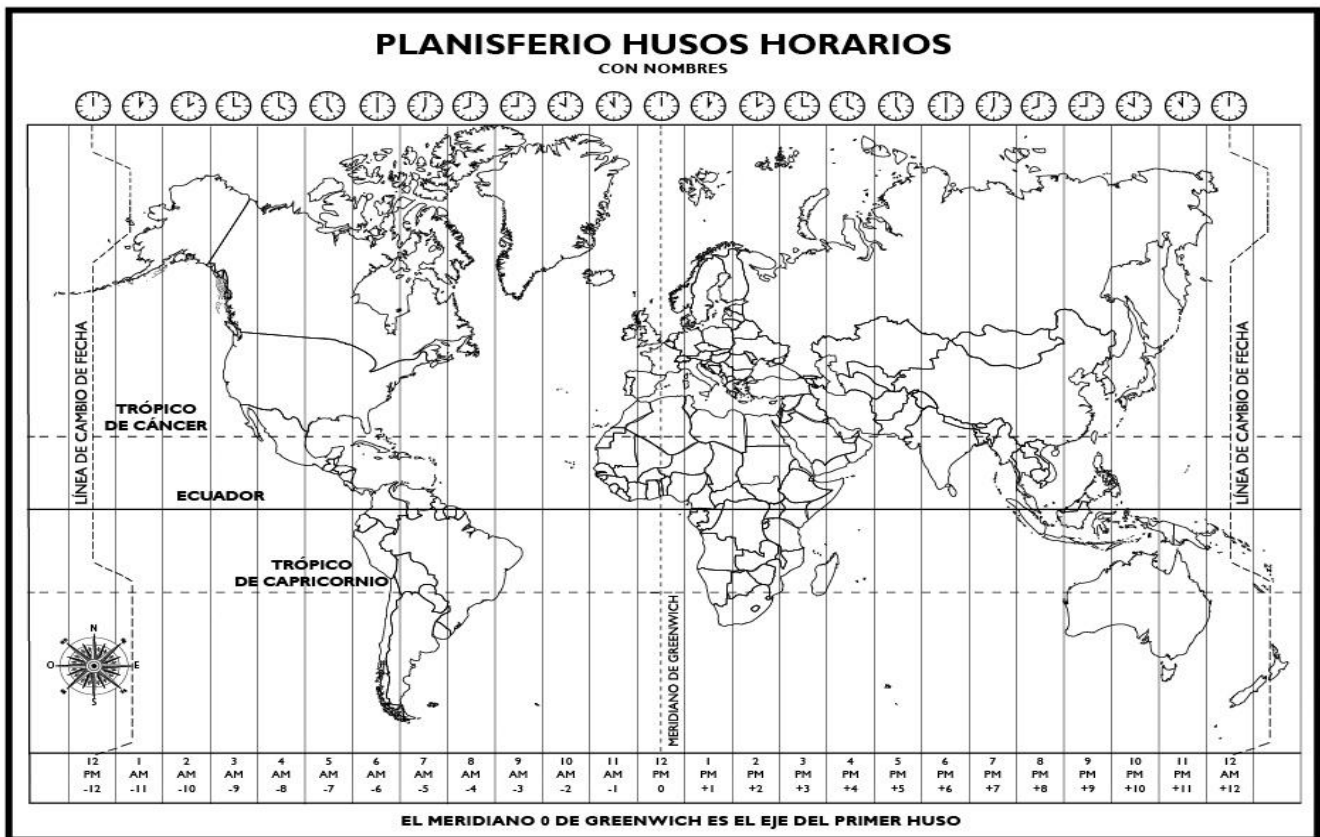 PLANISFERIO HUSOS HORARIOS
CON NOMBRES
LÍNEA DE CAMBIO DE FECHA
TRÓPICO
DE CÁNCER
ECUADOR
TRÓPICO
DE CAPRICORNIO
MERIDIANO DE GREENWICH
LÍNEA DE CAMBIO DE FECHA
N
O E
S
12 1 2 3 4 5 6 7 8 9 10 11 12 1 2 3 4 5 6 7 8 9 10 11 12
PM AM AM AM AM AM AM AM AM AM AM AM PM PM PM PM PM PM PM PM PM PM PM PM AM
-12 -11 -10 -9 -8 -7 -6 -5 -4 -3 -2 -1 0 +1 +2 +3 +4 +5 +6 +7 +8 +9 +10 +11 +12
EL MERIDIANO 0 DE GREENWICH ES EL EJE DEL PRIMER HUSO